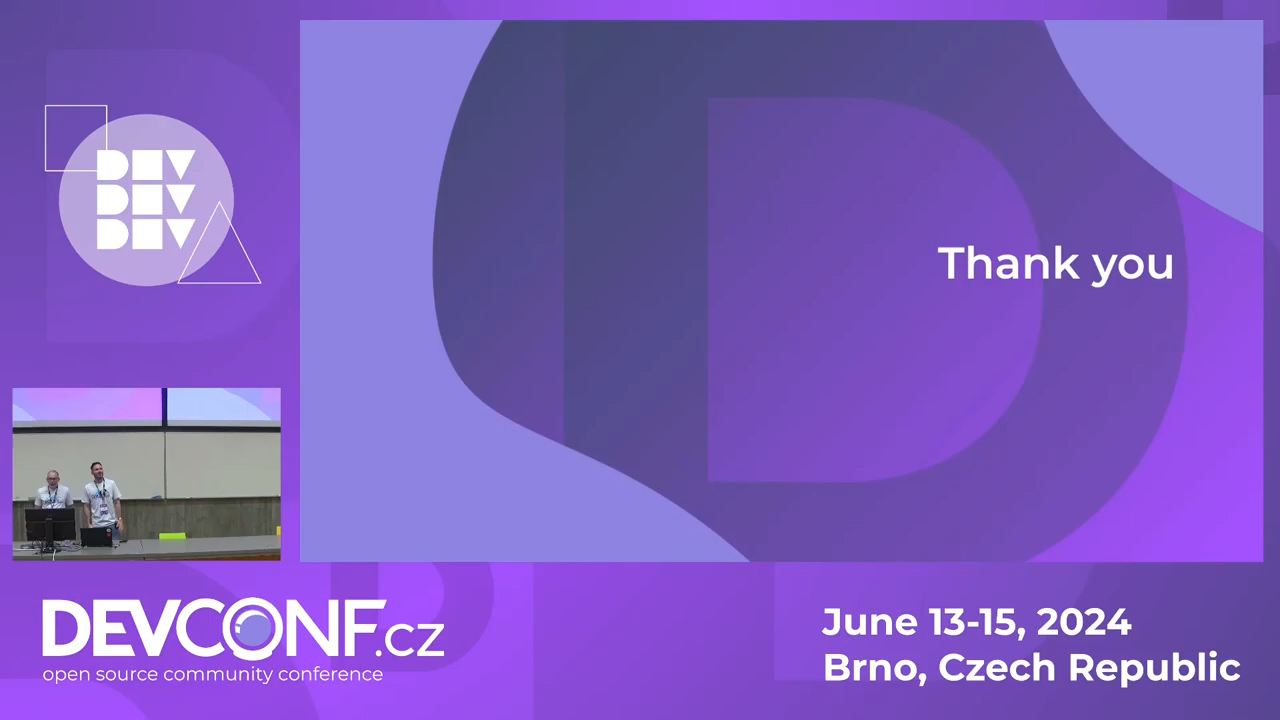 DEV
DEV
DEV
Thank you
DEVCONF.cz
open source community conference
June 13-15, 2024
Brno, Czech Republic